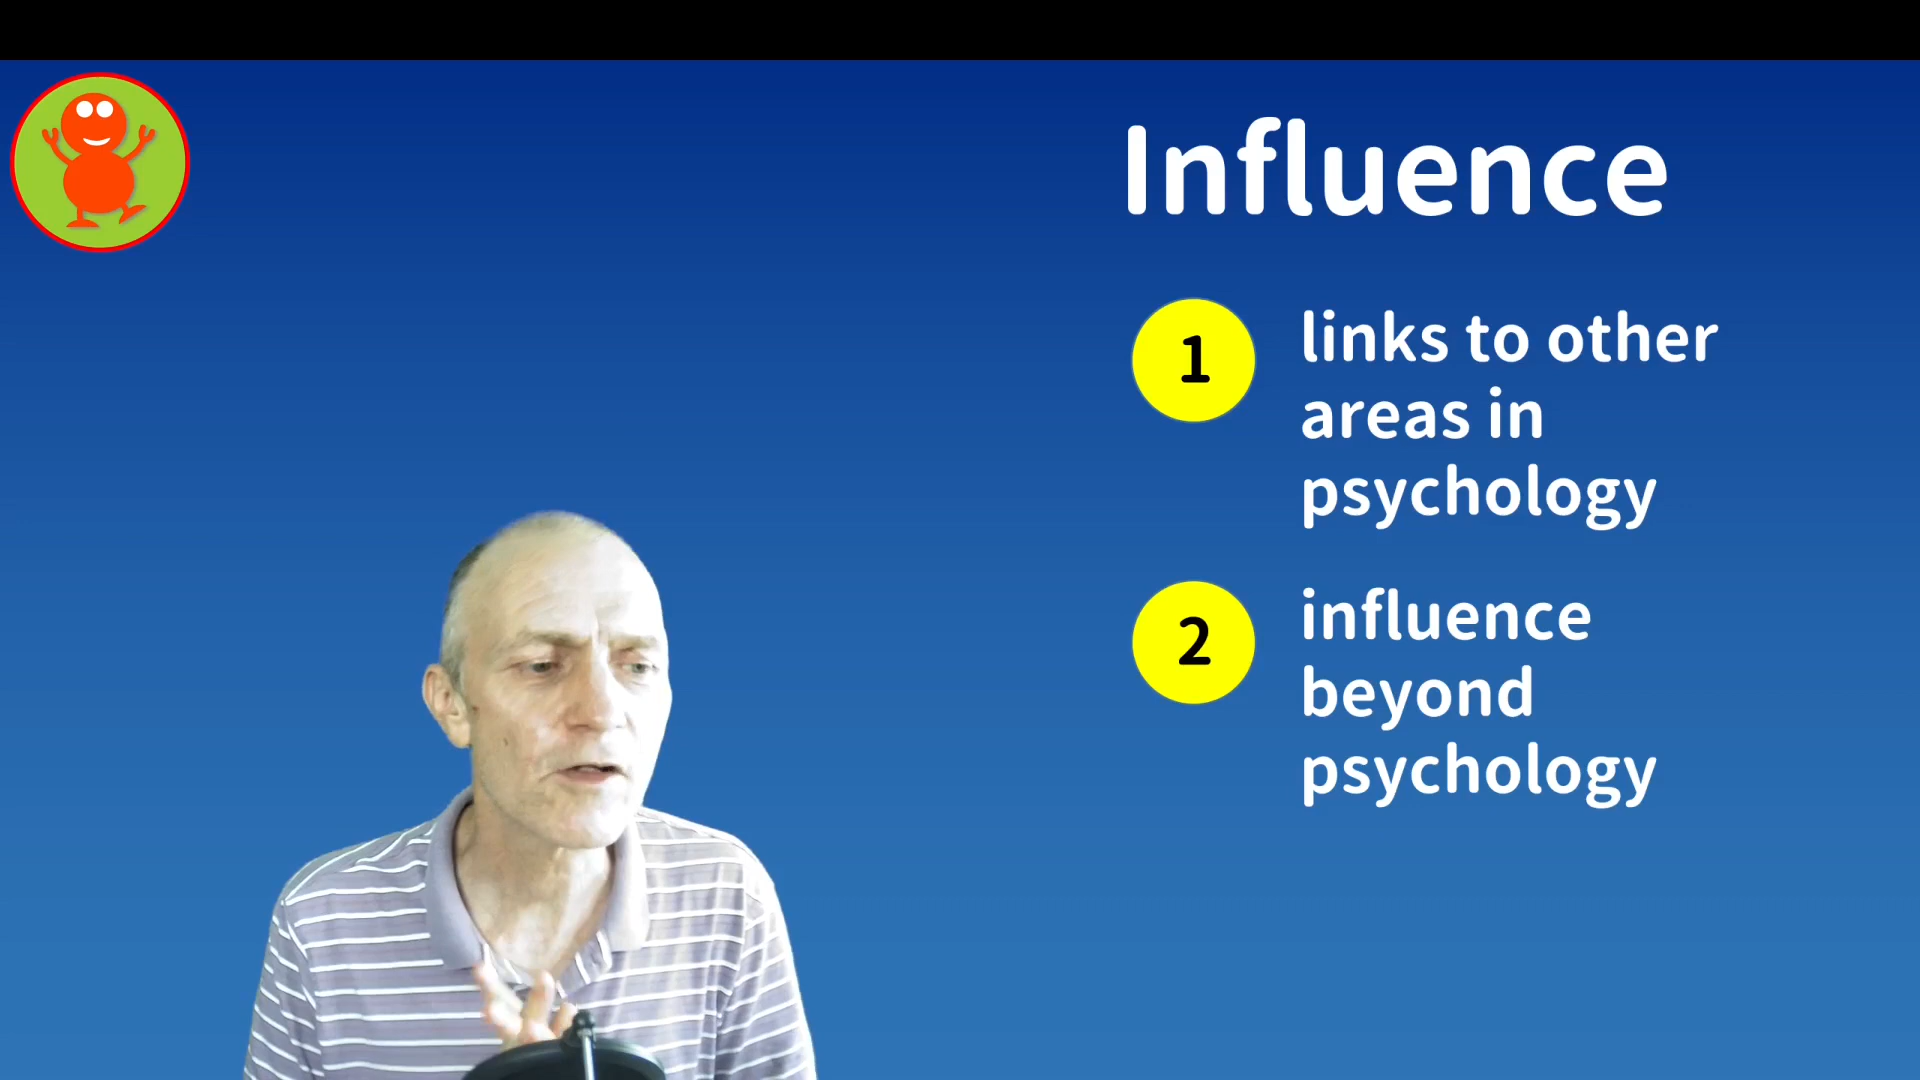 Influence
1
links to other
areas in
psychology
2
influence
beyond
psychology